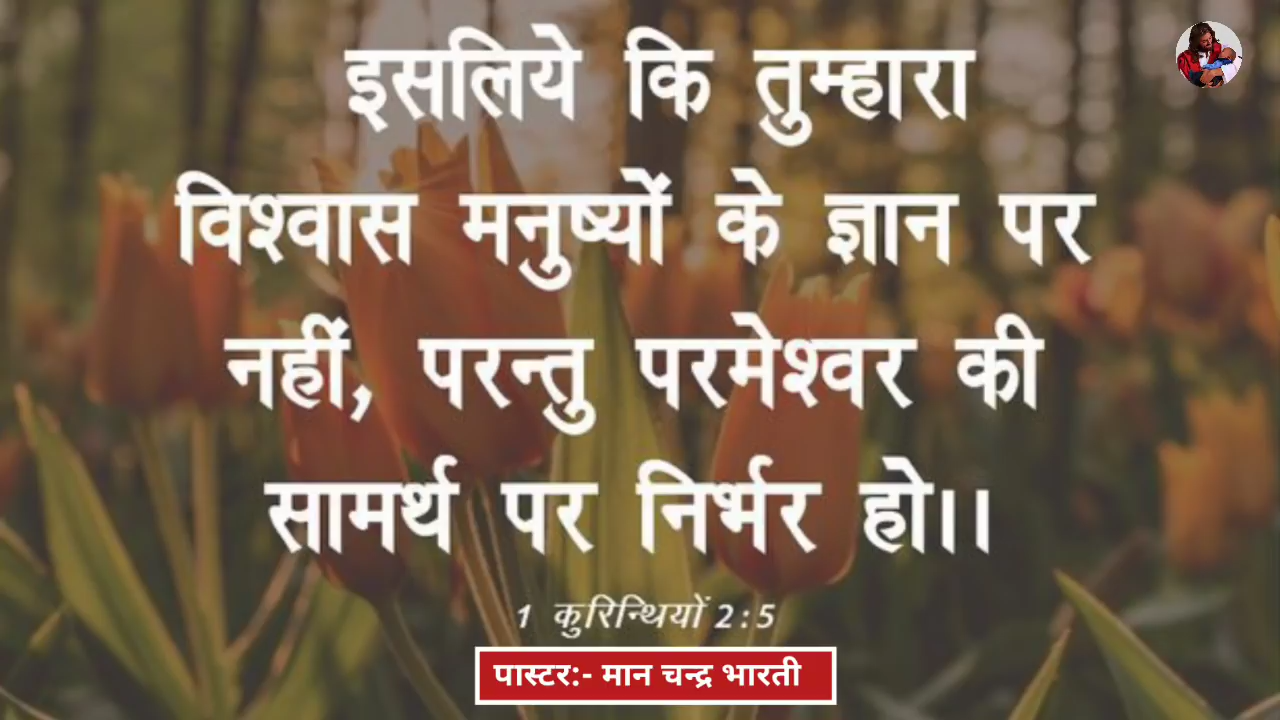 इसलिये कि तुम्हारा
विश्वास मनुष्यों के ज्ञान पर
नहीं, परन्तु परमेश्वर की
सामर्थ पर निर्भर हो।।
1 कुरिन्थियों 2:5
पास्टर:- मान चन्द्र भारती